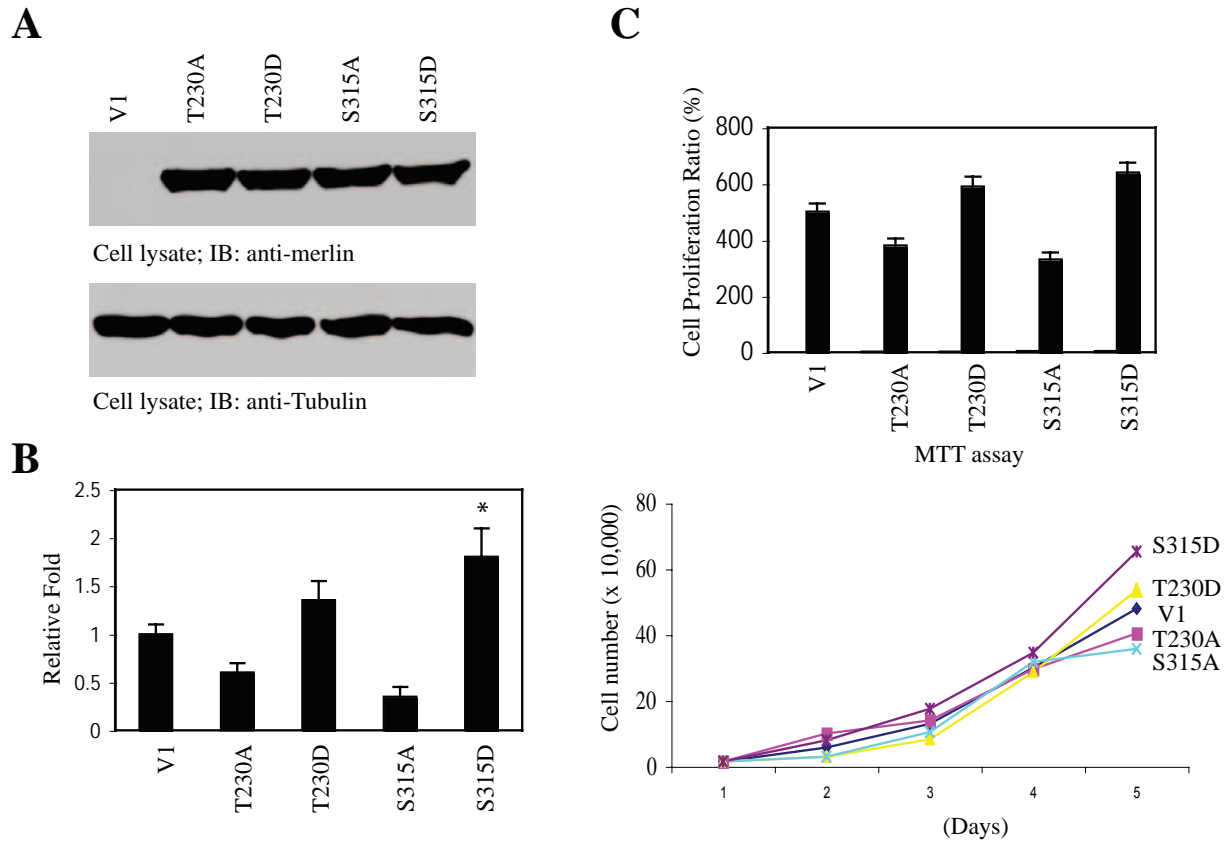 A
V1
T230A
T230D
S315A
S315D
Cell lysate; IB: anti-merlin
Cell lysate; IB: anti-Tubulin
B
Relative Fold
2.5
2
1.5
1
0.5
0
*
V1
T230A
T230D
S315A
S315D
C
Cell Proliferation Ratio (%)
800
600
400
200
0
V1
T230A
T230D
S315A
S315D
MTT assay
Cell number (x 10,000)
80
60
40
20
0
S315D
T230D
V1
T230A
S315A
1 2 3 4 5
(Days)